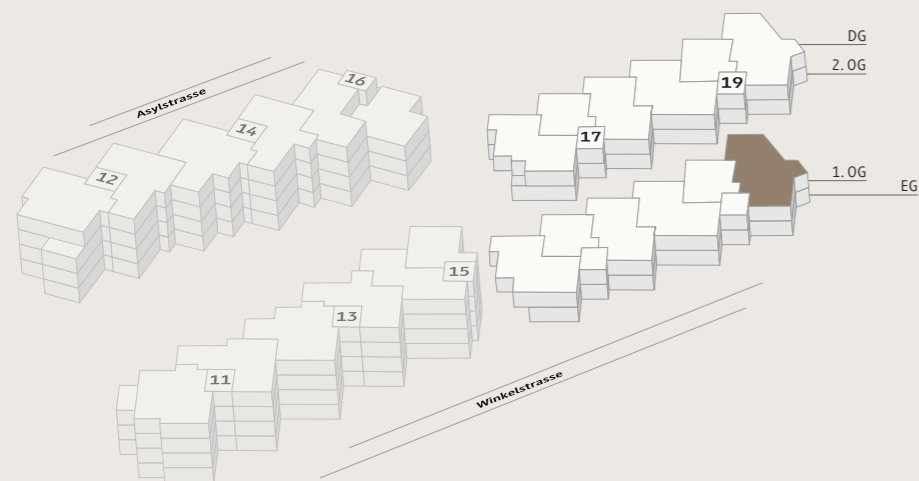 DG
2.OG
16
19
Asylstrasse
14
17
12
1.OG
EG
15
13
11
Winkelstrasse